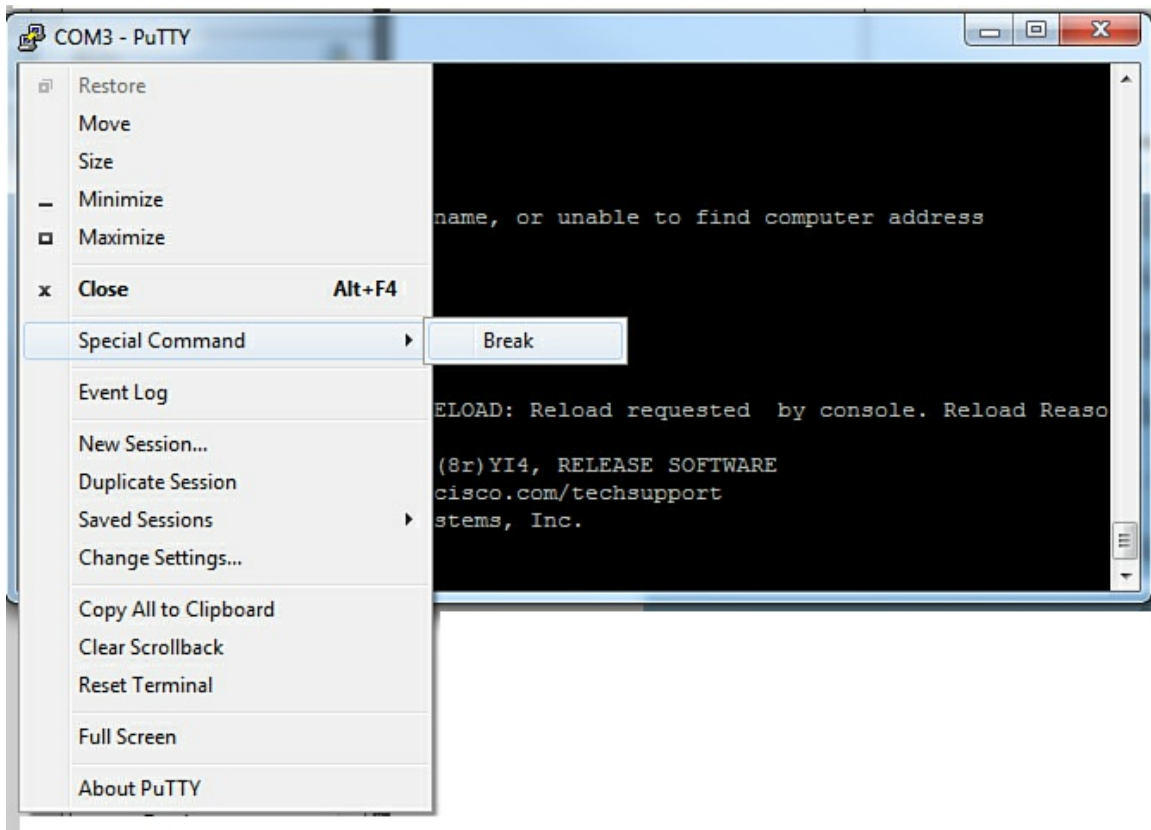 COM3 - PuTTY
Restore
Move
Size
Minimize
Maximize
Close Alt+F4
Special Command
Break
Event Log
New Session...
Duplicate Session
Saved Sessions
Change Settings...
Copy All to Clipboard
Clear Scrollback
Reset Terminal
Full Screen
About PuTTY
name, or unable to find computer address
ELOAD: Reload requested  by console. Reload Reaso
(8r)YI4, RELEASE SOFTWARE
cisco.com/techsupport
stems, Inc.